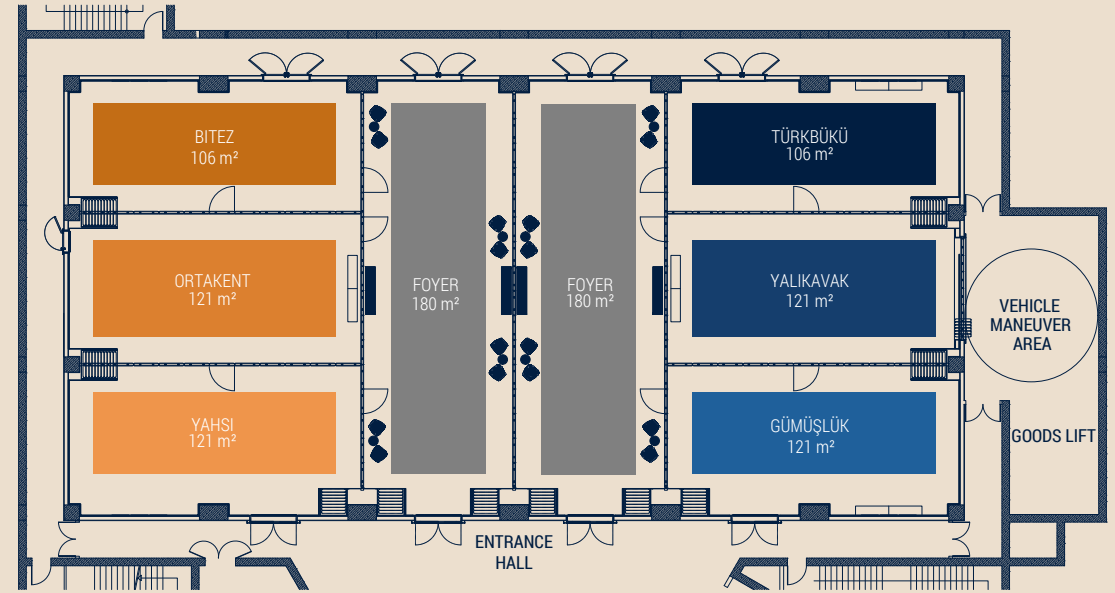 BITEZ
106 m²
TÜRKBÜKÜ
106 m²
ORTAKENT
121 m²
FOYER
180 m²
FOYER
180 m²
YALIKAVAK
121 m²
VEHICLE
MANEUVER
AREA
YAHSI
121 m²
GÜMÜŞLÜK
121 m²
GOODS LIFT
ENTRANCE
HALL